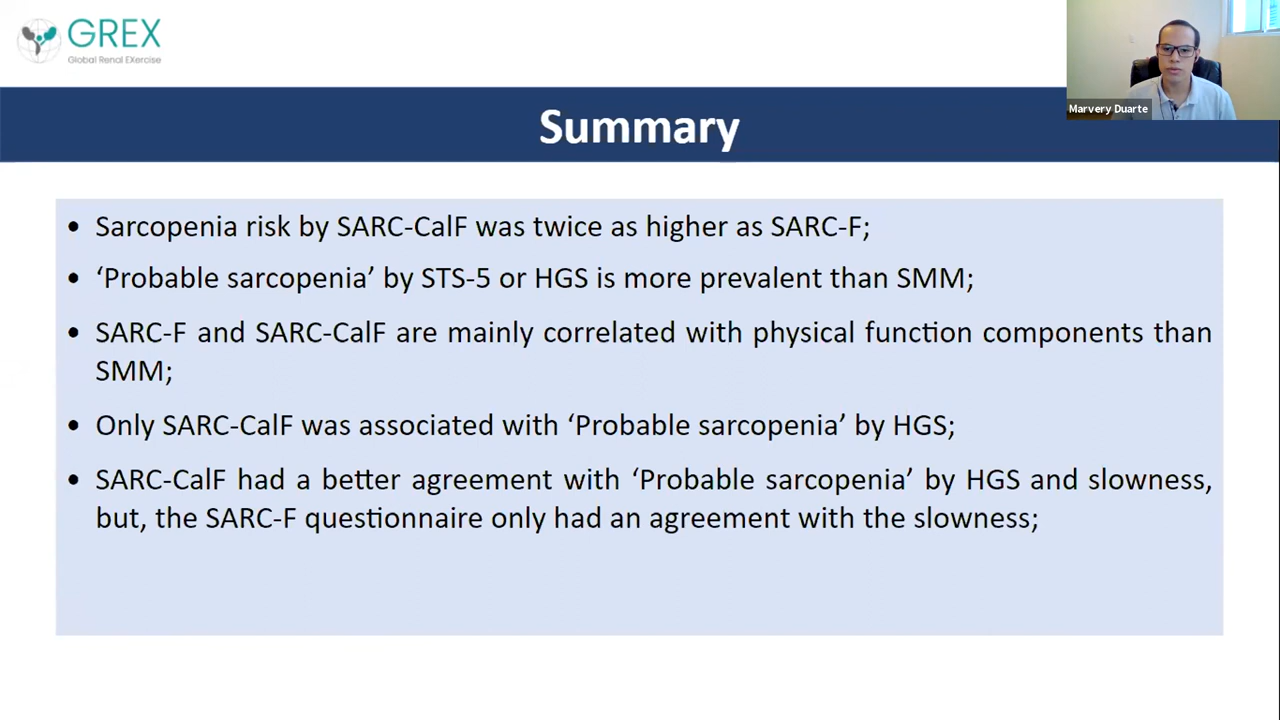 GREX
Global Renal EXercise
Marvery Duarte
Summary
• Sarcopenia risk by SARC-CalF was twice as higher as SARC-F;
• ‘Probable sarcopenia’ by STS-5 or HGS is more prevalent than SMM;
• SARC-F and SARC-CalF are mainly correlated with physical function components than
SMM;
• Only SARC-CalF was associated with ‘Probable sarcopenia’ by HGS;
• SARC-CalF had a better agreement with ‘Probable sarcopenia’ by HGS and slowness,
but, the SARC-F questionnaire only had an agreement with the slowness;